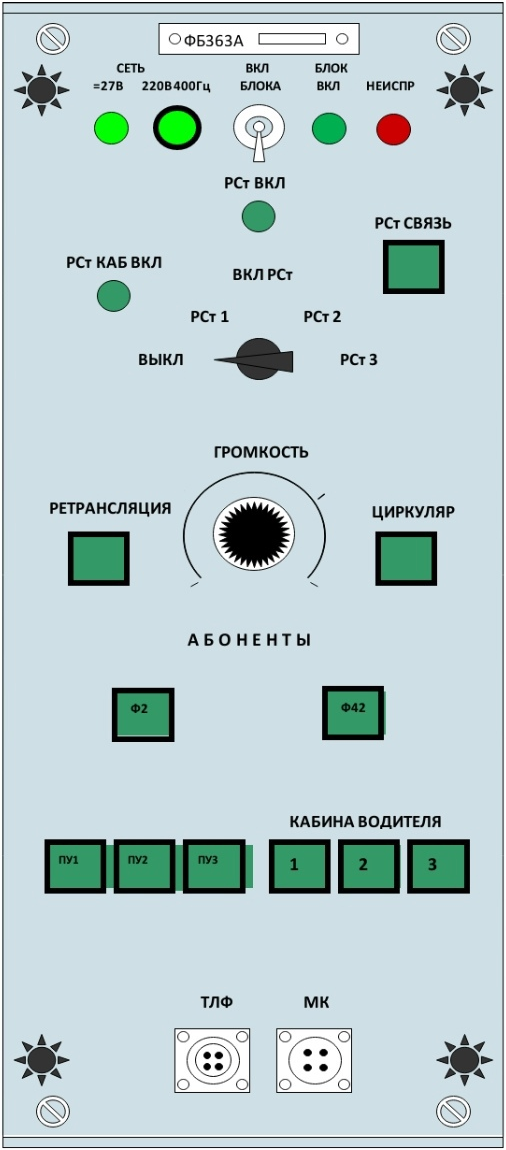 ФБ363А
СЕТЬ
=27В 220В400Гц
ВКЛ
БЛОКА
БЛОК
ВКЛ
НЕИСПР
РСт ВКЛ
РСт СВЯЗЬ
РСт КАБ ВКЛ
ВКЛ РСт
РСт 1
РСт 2
ВЫКЛ
РСт 3
ГРОМКОСТЬ
РЕТРАНСЛЯЦИЯ
ЦИРКУЛЯР
АБОНЕНТЫ
Ф2
Ф42
КАБИНА ВОДИТЕЛЯ
ПУ1
ПУ2
ПУ3
1
2
3
ТЛФ
МК